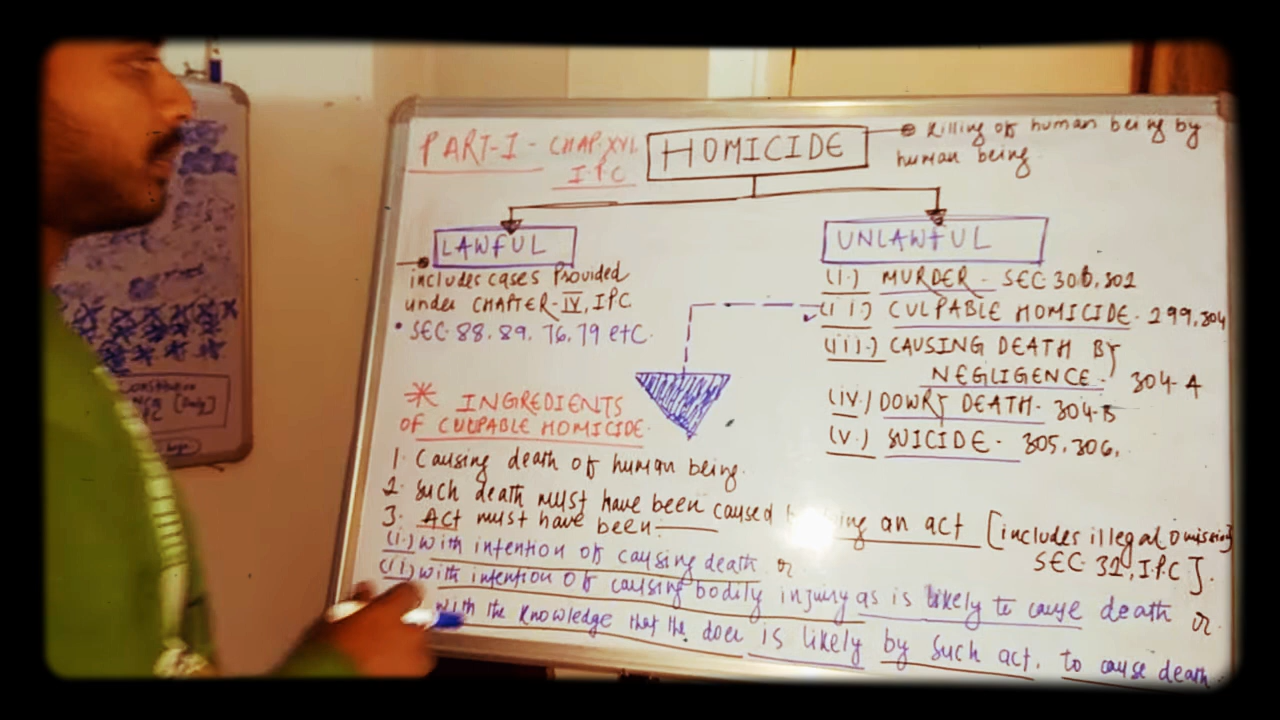 PART-I - CHAP. XVI, I.P.C
HOMICIDE
killing of human being by
human being.
LAWFUL
includes cases Provided
under CHAPTER-IV, IPC
• SEC. 88, 89, 76, 79 etc.
UNLAWFUL
(i.) MURDER - SEC 300, 302
(ii.) CULPABLE HOMICIDE - 299, 304
(iii.) CAUSING DEATH BY
NEGLIGENCE - 304-A
(iv.) DOWRY DEATH - 304-B
(v.) SUICIDE - 305, 306,
* INGREDIENTS
OF CULPABLE HOMICIDE
1. Causing death of human being.
2. Such death must have been caused an act [includes illegal omission
SEC. 32, I.P.C].
3. Act must have been:
(i.) with intention of causing death or
(ii) with intention of causing bodily injury as is likely to cause death or
with the knowledge that the doer is likely by such act, to cause death.
Constitution